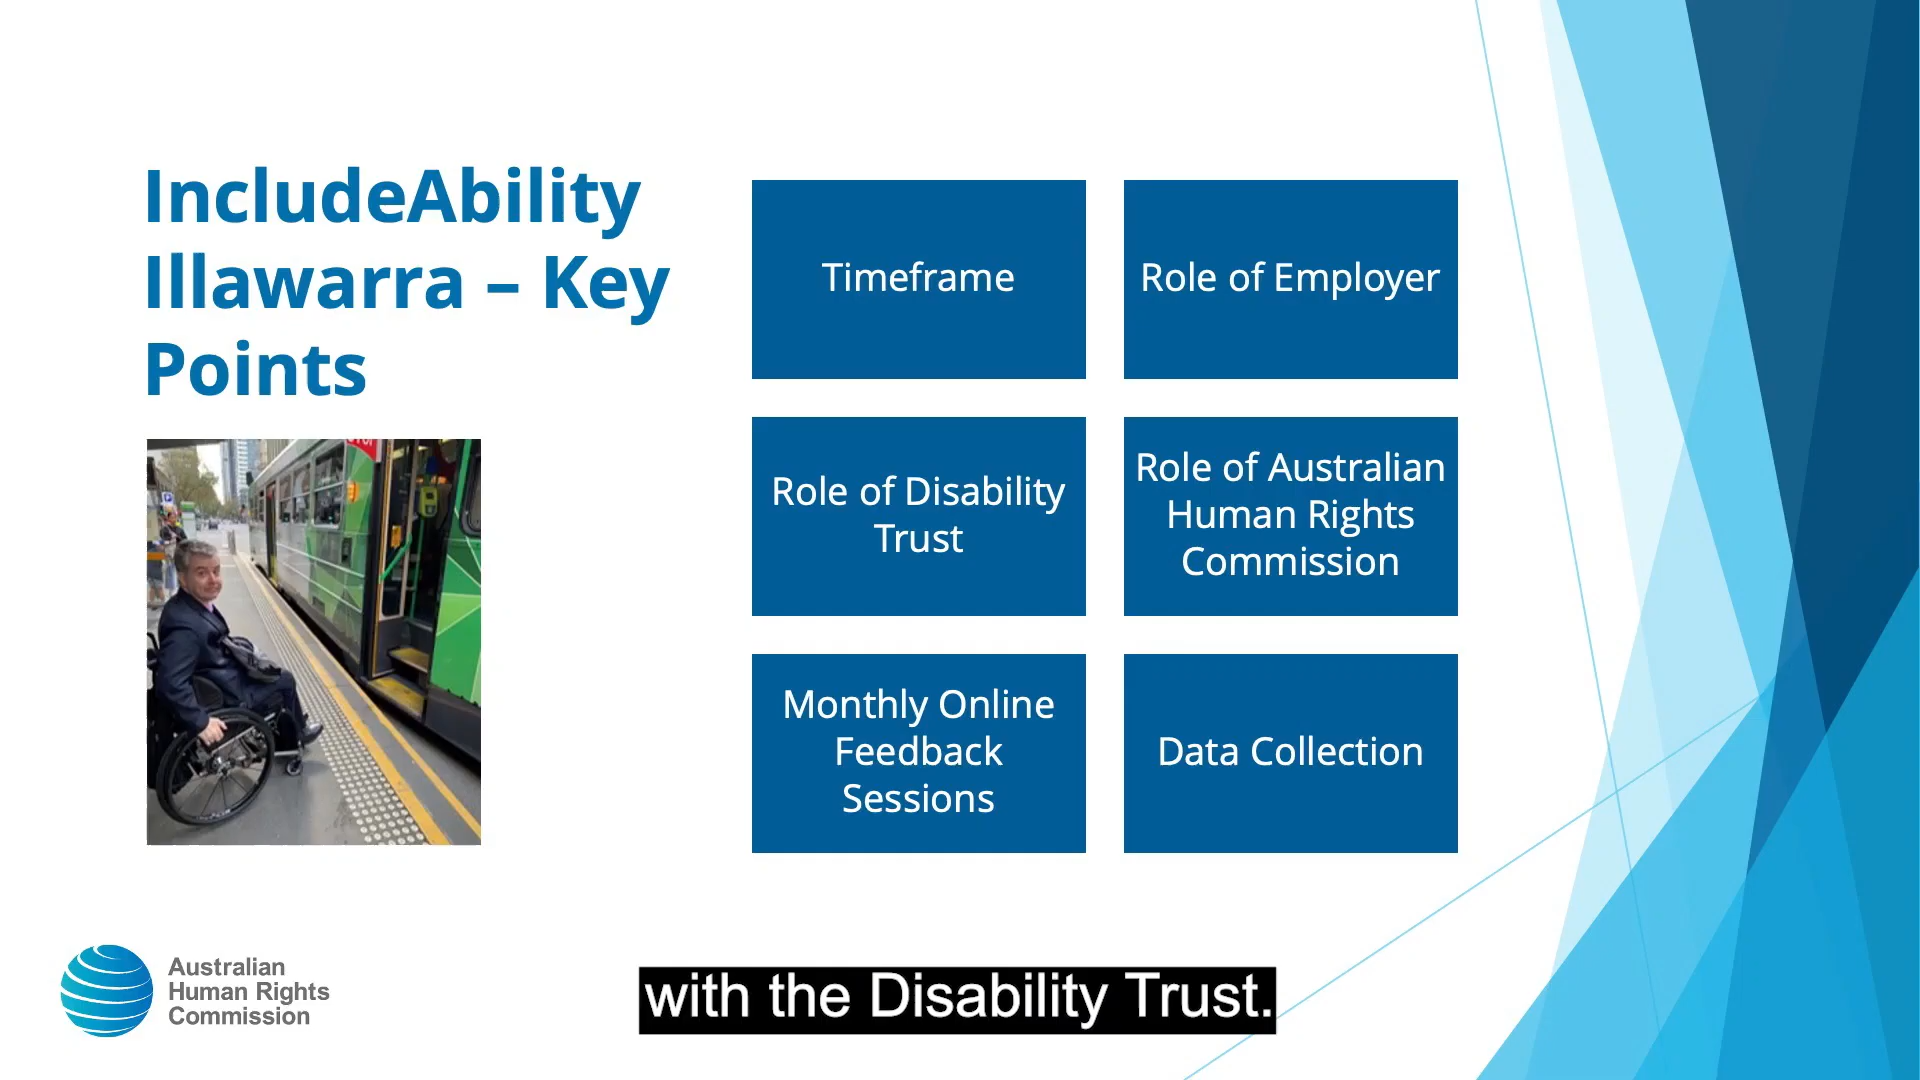 IncludeAbility
Illawarra – Key
Points
Timeframe
Role of Employer
Role of Disability
Trust
Role of Australian
Human Rights
Commission
Monthly Online
Feedback
Sessions
Data Collection
Australian
Human Rights
Commission
with the Disability Trust.